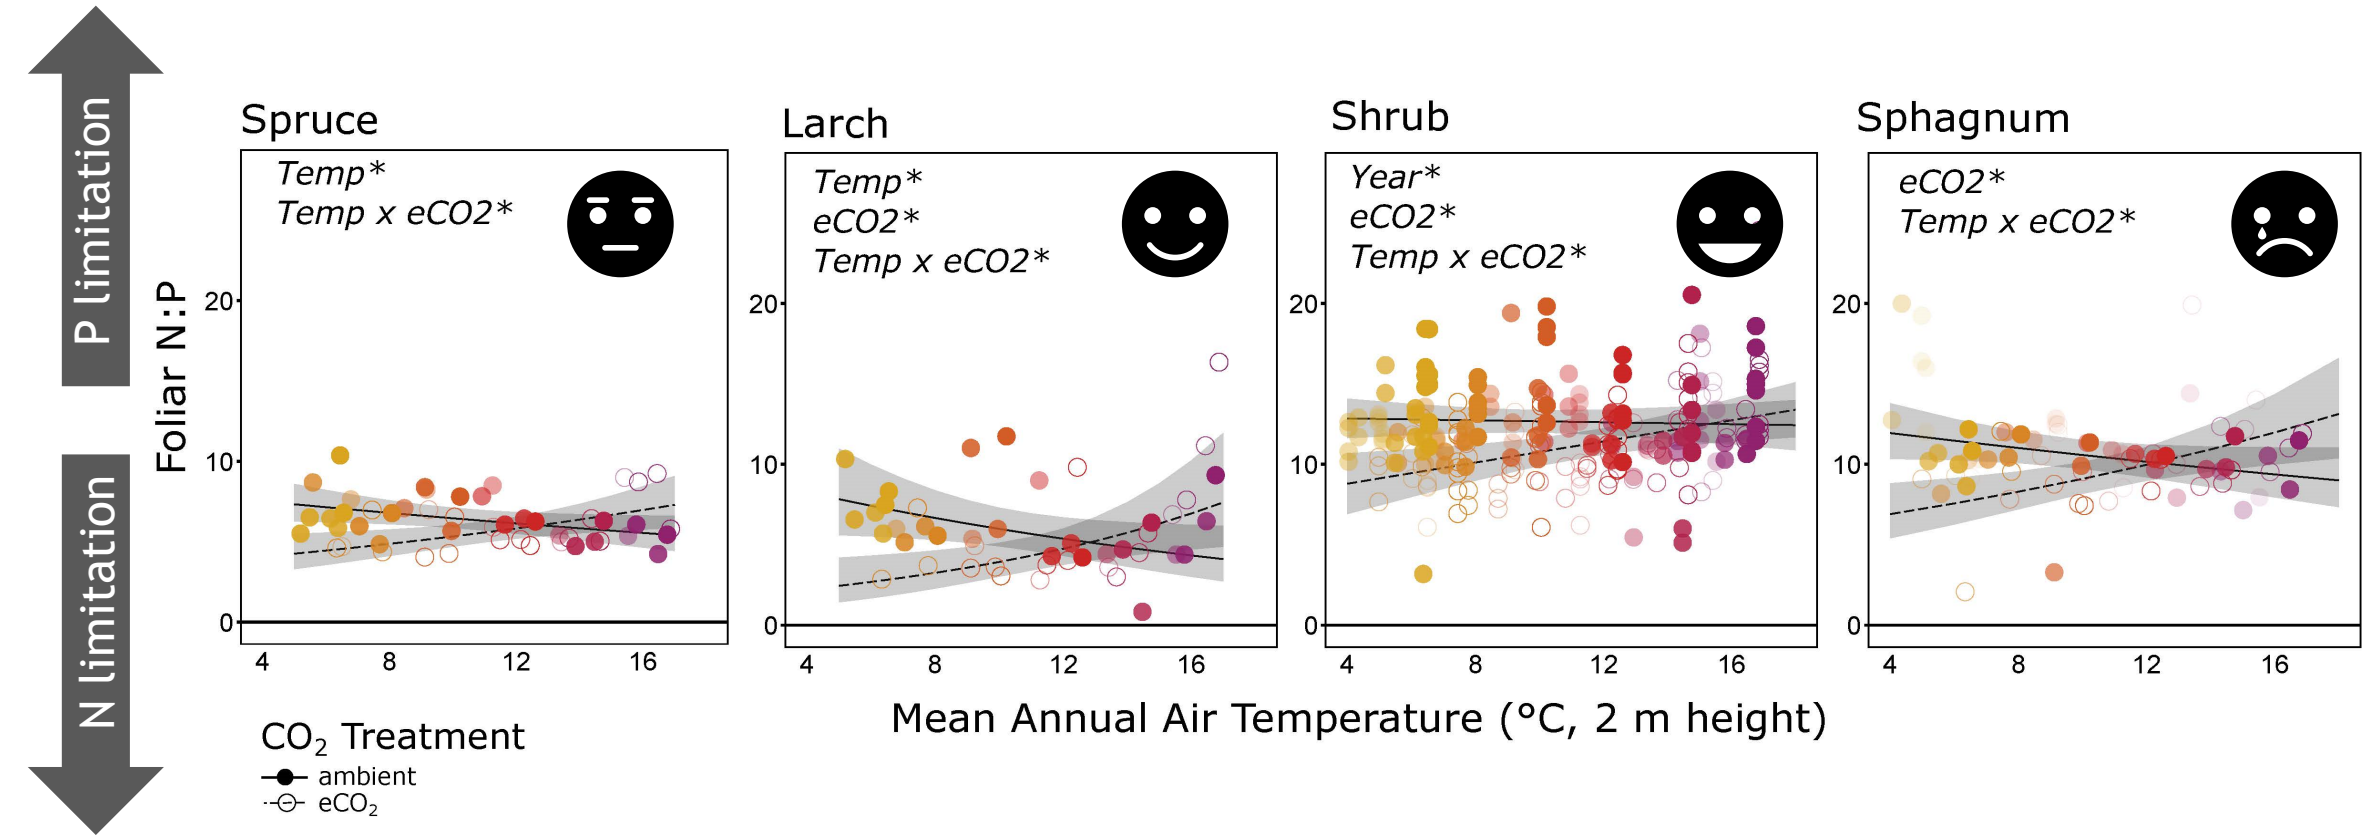 P limitation
N limitation
Foliar N:P
Spruce
Temp*
Temp x eCO2*
20
10
0
4 8 12 16
Larch
Temp*
eCO2*
Temp x eCO2*
20
10
0
4 8 12 16
Shrub
Year*
eCO2*
Temp x eCO2*
20
10
0
4 8 12 16
Sphagnum
eCO2*
Temp x eCO2*
20
10
0
4 8 12 16
Mean Annual Air Temperature (°C, 2 m height)
CO₂ Treatment
ambient
eCO₂